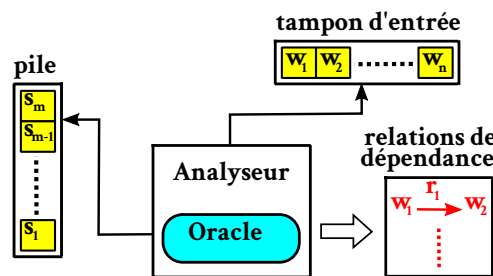 tampon d'entrée
w1 w2 ........ wn
pile
sm
sm-1
s1
Analyseur
Oracle
relations de
dépendance
r1
w1 w2